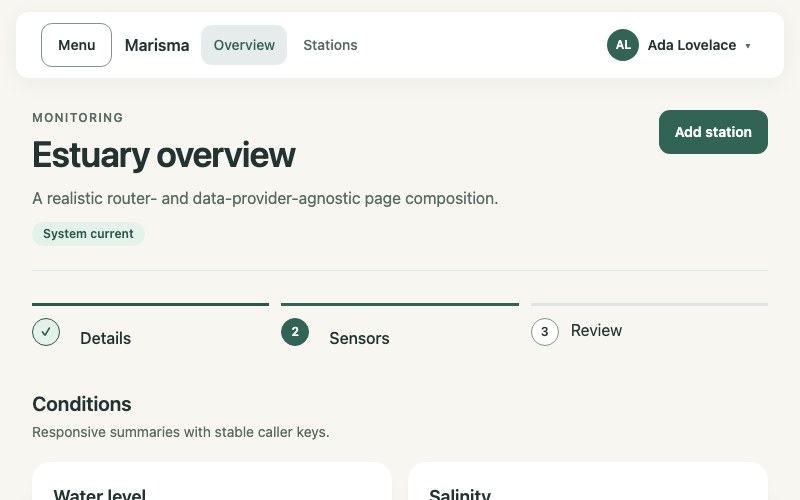 Menu
Marisma
Overview
Stations
AL
Ada Lovelace
MONITORING
Estuary overview
Add station
A realistic router- and data-provider-agnostic page composition.
System current
Details
2
Sensors
3
Review
Conditions
Responsive summaries with stable caller keys.
Water level
Salinity